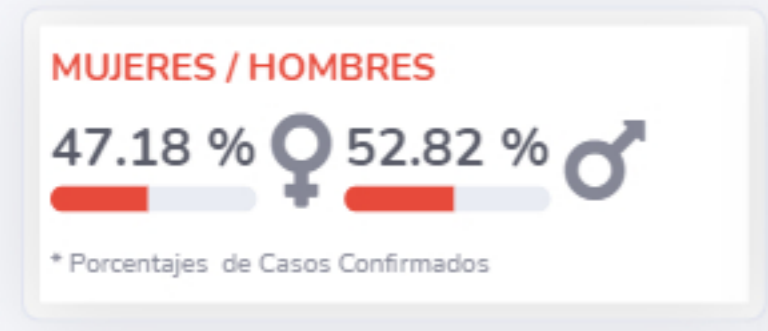 MUJERES / HOMBRES
47.18 % 52.82 %
* Porcentajes de Casos Confirmados